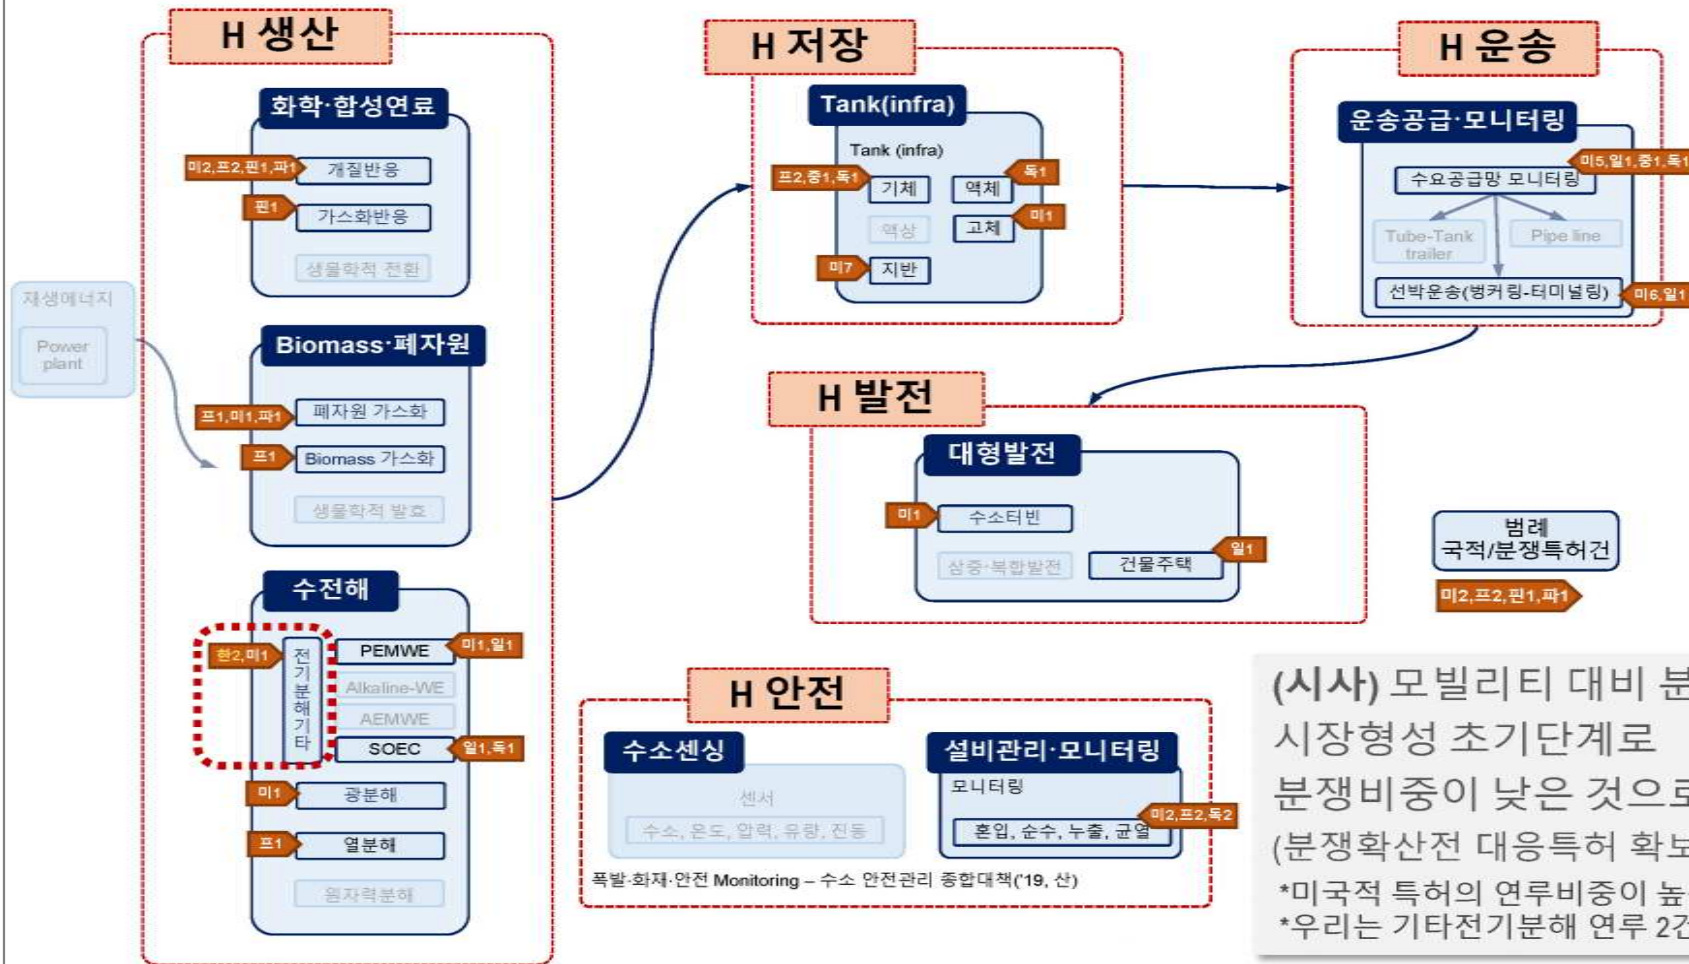 H 생산
화학·합성연료
미2,프2,핀1,파1
개질반응
핀1
가스화반응
생물학적 전환
재생에너지
Power
plant
Biomass·폐자원
프1,미1,파1
폐자원 가스화
프1
Biomass 가스화
생물학적 발효
수전해
한2,미1
전기분해기타
PEMWE
미1,일1
Alkaline-WE
AEMWE
SOEC
일1,독1
미1
광분해
프1
열분해
원자력분해
H 저장
Tank(infra)
Tank (infra)
프2,중1,독1
기체
액체
독1
액상
고체
미1
미7
지반
H 운송
운송공급·모니터링
미5,일1,중1,독1
수요공급망 모니터링
Tube-Tank
trailer
Pipe line
선박운송(벙커링-터미널링)
미6,일1
H 발전
대형발전
미1
수소터빈
일1
삼중·복합발전
건물주택
범례
국적/분쟁특허건
미2,프2,핀1,파1
H 안전
수소센싱
센서
수소, 온도, 압력, 유량, 진동
설비관리·모니터링
모니터링
미2,프2,독2
혼입, 순수, 누출, 균열
폭발·화재·안전 Monitoring – 수소 안전관리 종합대책('19, 산)
(시사) 모빌리티 대비 분
시장형성 초기단계로
분쟁비중이 낮은 것으로
(분쟁확산전 대응특허 확보
*미국적 특허의 연루비중이 높
*우리는 기타전기분해 연루 2건